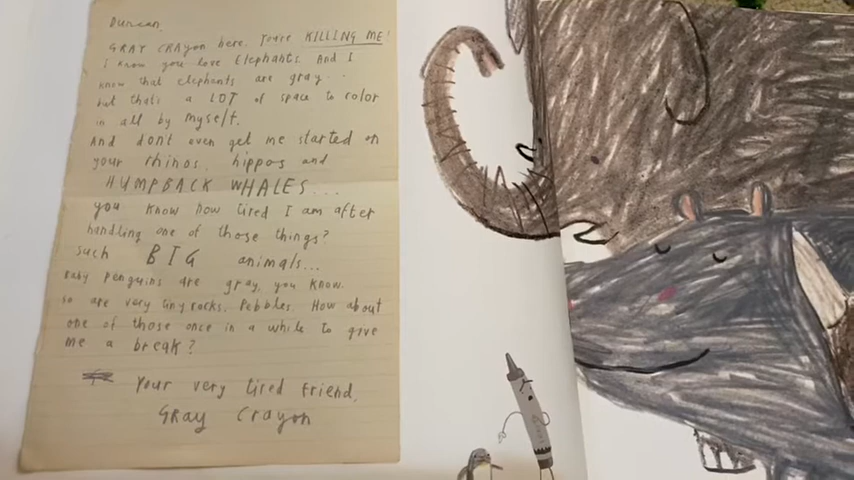 Duncan,
GRAY CRAYON here. You're KILLING ME!
I know you love Elephants. And I
know that elephants are gray...
but that's a LOT of space to color
in all by myself.
And don't even get me started on
your rhinos, hippos and
HUMPBACK WHALES...
you know how tired I am after
handling one of those things?
such BIG animals...
Baby penguins are gray, you know.
so are very tiny rocks. Pebbles. How about
one of those once in a while to give
me a break?
Your very tired friend,
Gray Crayon